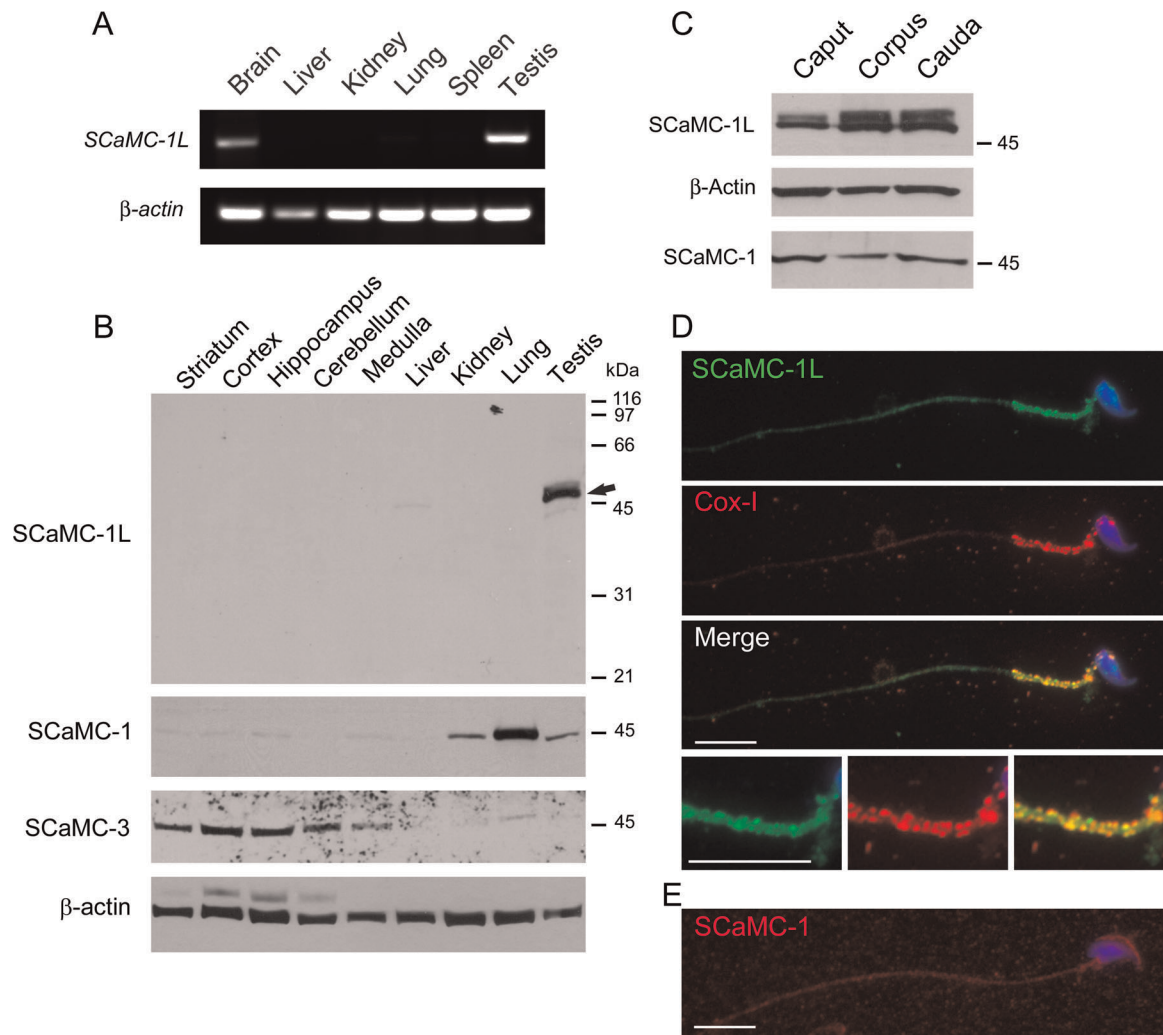 A
Brain Liver Kidney Lung Spleen Testis
SCaMC-1L
β-actin
B
Striatum Cortex Hippocampus Cerebellum Medulla Liver Kidney Lung Testis
kDa
116
97
66
SCaMC-1L
45
31
21
SCaMC-1
45
SCaMC-3
45
β-actin
C
Caput Corpus Cauda
SCaMC-1L
45
β-Actin
SCaMC-1
45
D
SCaMC-1L
Cox-I
Merge
E
SCaMC-1